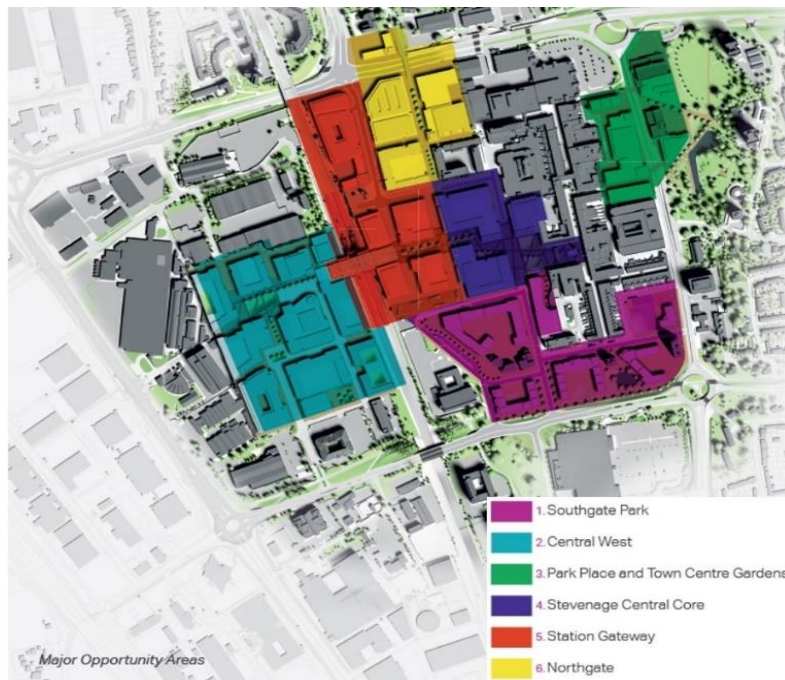 1. Southgate Park
2. Central West
3. Park Place and Town Centre Gardens
4. Stevenage Central Core
5. Station Gateway
6. Northgate
Major Opportunity Areas